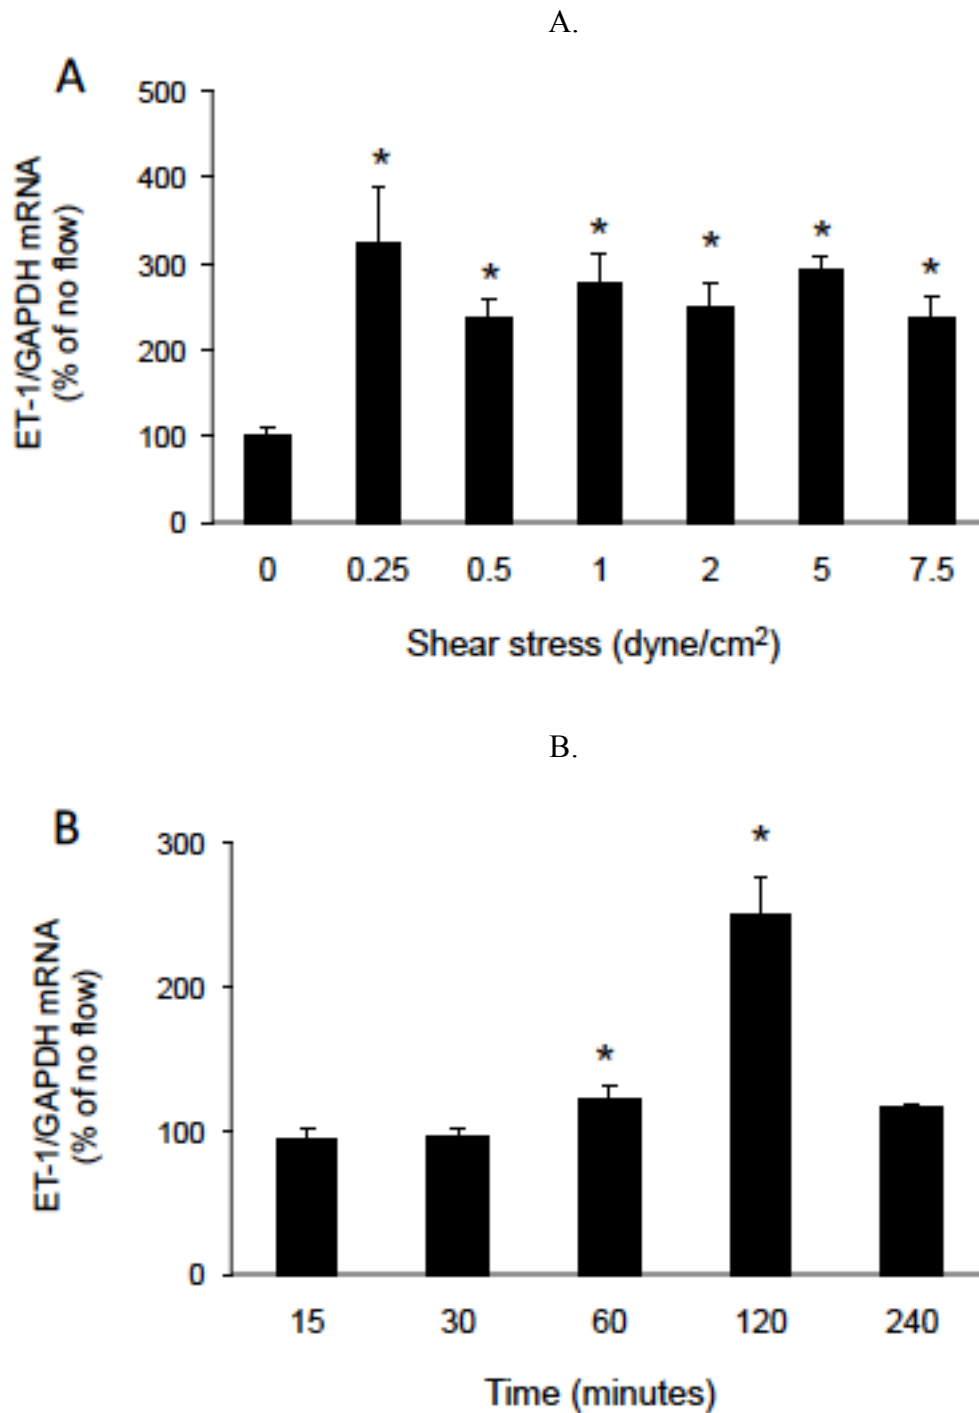 A.
A
500
400
300
200
100
0
ET-1/GAPDH mRNA
(% of no flow)
*
*
*
*
*
*
0 0.25 0.5 1 2 5 7.5
Shear stress (dyne/cm²)
B.
B
300
200
100
0
ET-1/GAPDH mRNA
(% of no flow)
*
*
15 30 60 120 240
Time (minutes)